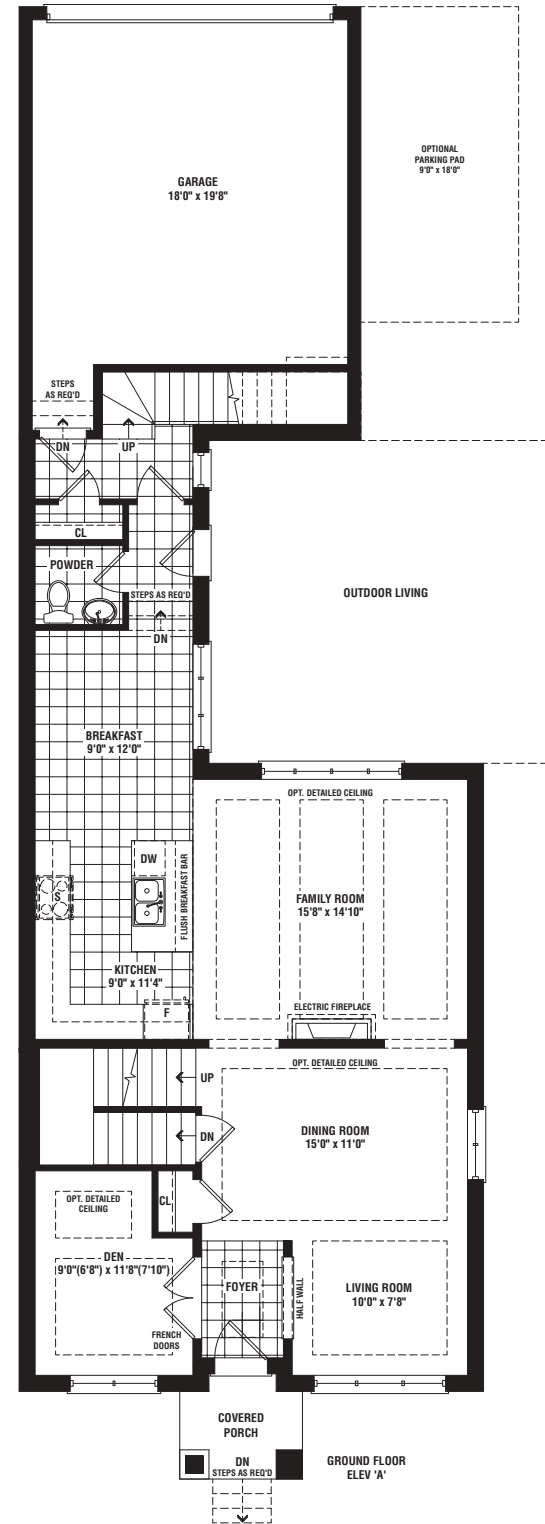 OPTIONAL
PARKING PAD
9'0" x 18'0"
GARAGE
18'0" x 19'8"
STEPS
AS REQ'D
DN
UP
CL
POWDER
STEPS AS REQ'D
DN
OUTDOOR LIVING
BREAKFAST
9'0" x 12'0"
OPT. DETAILED CEILING
DW
FLUSH BREAKFAST BAR
S
FAMILY ROOM
15'8" x 14'10"
KITCHEN
9'0" x 11'4"
F
ELECTRIC FIREPLACE
OPT. DETAILED CEILING
UP
DN
DINING ROOM
15'0" x 11'0"
OPT. DETAILED
CEILING
CL
DEN
9'0"(6'8") x 11'8"(7'10")
FOYER
HALF WALL
LIVING ROOM
10'0" x 7'8"
FRENCH
DOORS
COVERED
PORCH
DN
STEPS AS REQ'D
GROUND FLOOR
ELEV 'A'